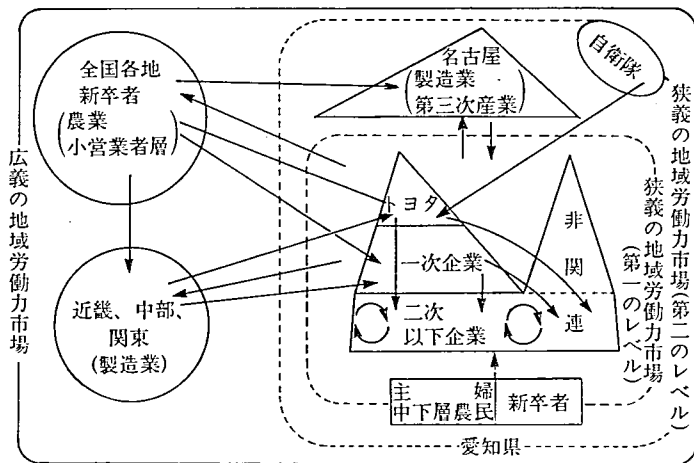 広義の地域労働力市場
全国各地
新卒者
(農業
小営業者層)
近畿、中部、
関東
(製造業)
名古屋
(製造業
第三次産業)
自衛隊
トヨタ
一次企業
二次
以下企業
非関連
主婦
中下層農民
新卒者
愛知県
狭義の地域労働力市場
(第一のレベル)
狭義の地域労働力市場(第二のレベル)